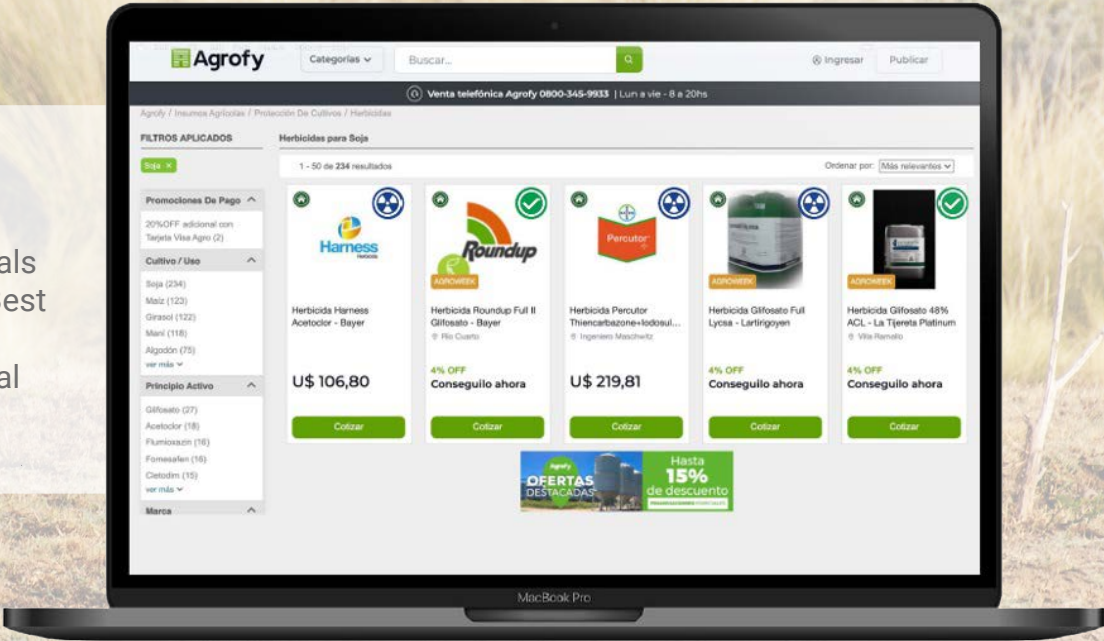 als
Best
al
Agrofy
Categorías
Buscar...
Ingresar
Publicar
Venta telefónica Agrofy 0800-345-9933 | Lun a vie - 8 a 20hs
Agrofy / Insumos Agrícolas / Protección De Cultivos / Herbicidas
FILTROS APLICADOS
Soja ×
Promociones De Pago
20%OFF adicional con
Tarjeta Visa Agro (2)
Cultivo / Uso
Soja (234)
Maíz (123)
Girasol (122)
Maní (118)
Algodón (75)
ver más
Principio Activo
Glifosato (27)
Acetoclor (18)
Flumioxazin (16)
Fomesafen (16)
Cletodim (15)
ver más
Marca
Herbicidas para Soja
1 - 50 de 234 resultados
Ordenar por: Más relevantes
Harness
Herbicida
Herbicida Harness
Acetoclor - Bayer
U$ 106,80
Cotizar
Roundup
AGROWEEK
Herbicida Roundup Full II
Glifosato - Bayer
Río Cuarto
4% OFF
Conseguilo ahora
Cotizar
Percutor
Herbicida Percutor
Thiencarbazone+Iodosul...
Ingeniero Maschwitz
U$ 219,81
Cotizar
AGROWEEK
Herbicida Glifosato Full
Lycsa - Lartirigoyen
4% OFF
Conseguilo ahora
Cotizar
AGROWEEK
Herbicida Glifosato 48%
ACL - La Tijereta Platinum
Villa Ramallo
4% OFF
Conseguilo ahora
Cotizar
Agrofy
OFERTAS
DESTACADAS
Hasta
15%
de descuento
MacBook Pro